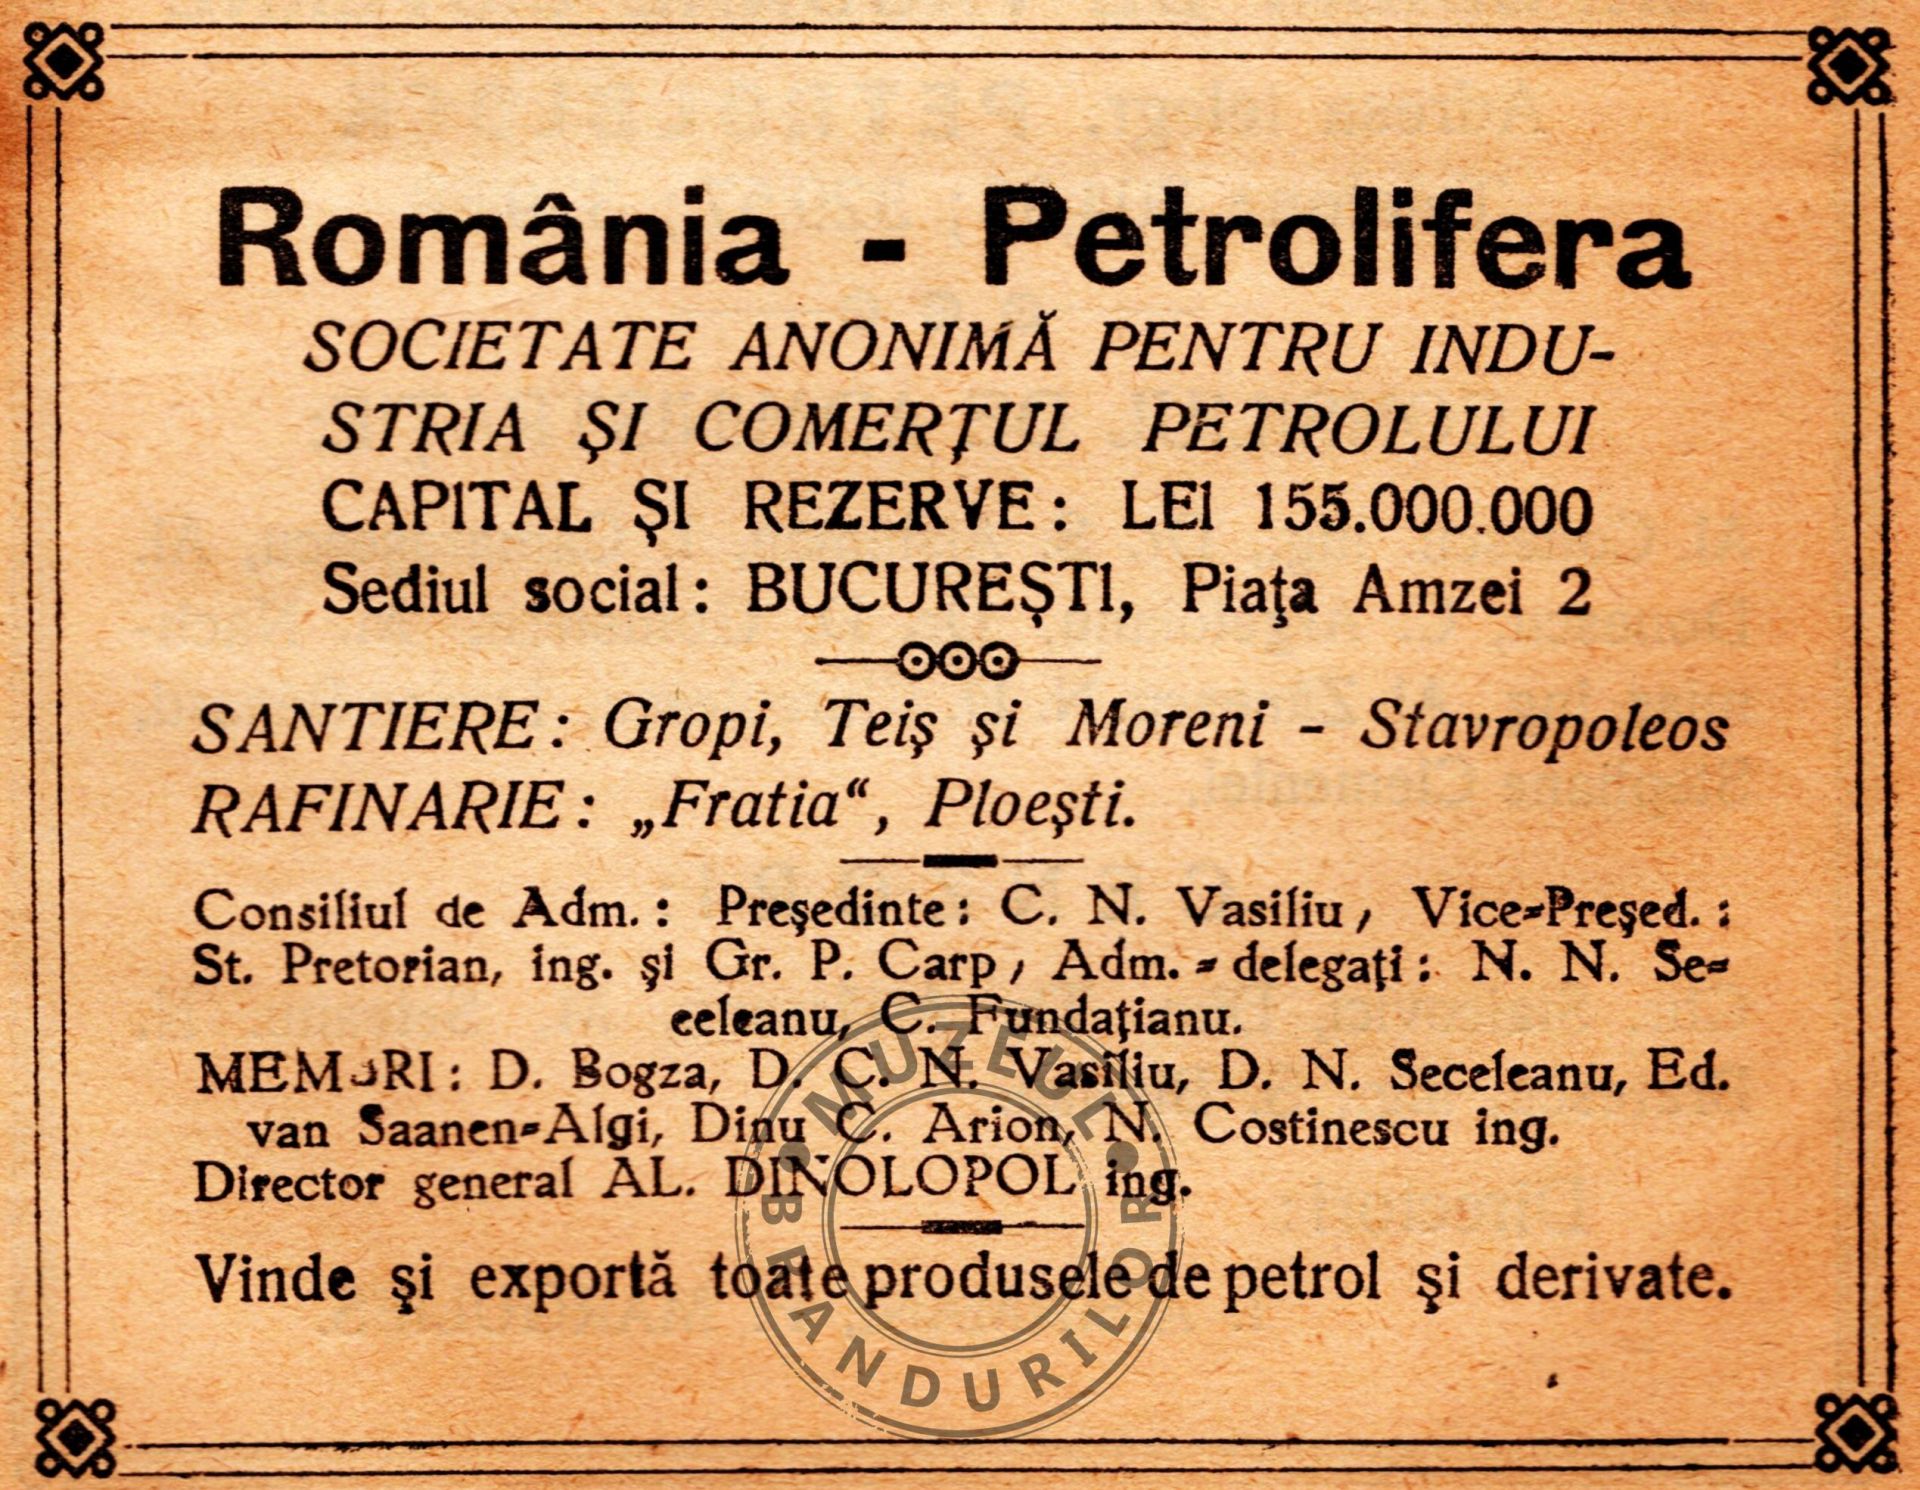 România - Petrolifera
SOCIETATE ANONIMĂ PENTRU INDU-
STRIA ŞI COMERŢUL PETROLULUI
CAPITAL ŞI REZERVE: LEI 155.000.000
Sediul social: BUCUREŞTI, Piaţa Amzei 2
SANTIERE: Gropi, Teiş şi Moreni - Stavropoleos
RAFINARIE: „Fratia“, Ploeşti.
Consiliul de Adm.: Preşedinte: C. N. Vasiliu, Vice-Preşed.:
St. Pretorian, ing. şi Gr. P. Carp, Adm. - delegaţi: N. N. Se-
celeanu, C. Fundaţianu.
MEMORI: D. Bogza, D. C. N. Vasiliu, D. N. Seceleanu, Ed.
van Saanen-Algi, Dinu C. Arion, N. Costinescu ing.
Director general AL. DINOLOPOL ing.
Vinde şi exportă toate produsele de petrol şi derivate.
MUZEUL
BRANDURILOR